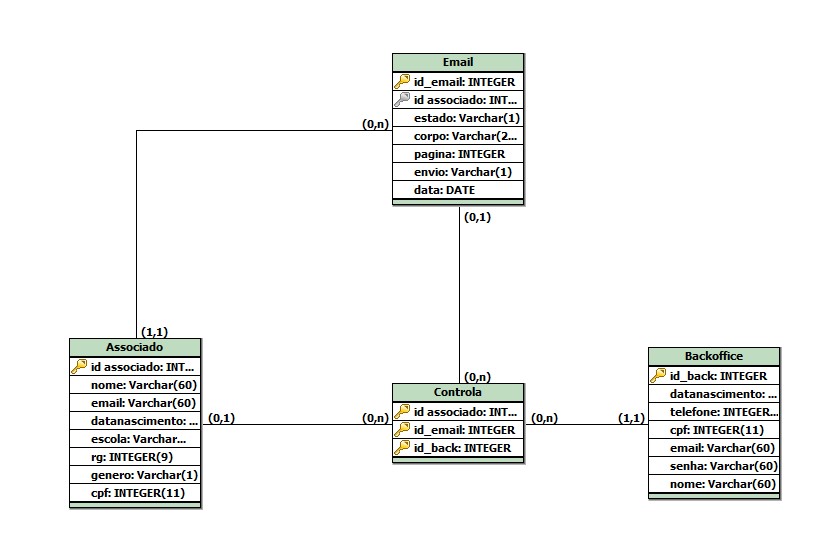 Email
id_email: INTEGER
id associado: INT...
estado: Varchar(1)
corpo: Varchar(2...
pagina: INTEGER
envio: Varchar(1)
data: DATE
(0,n)
(0,1)
(1,1)
Associado
id associado: INT...
nome: Varchar(60)
email: Varchar(60)
datanascimento: ...
escola: Varchar...
rg: INTEGER(9)
genero: Varchar(1)
cpf: INTEGER(11)
(0,1)
(0,n)
(0,n)
Controla
id associado: INT...
id_email: INTEGER
id_back: INTEGER
(0,n)
(1,1)
Backoffice
id_back: INTEGER
datanascimento: ...
telefone: INTEGER...
cpf: INTEGER(11)
email: Varchar(60)
senha: Varchar(60)
nome: Varchar(60)